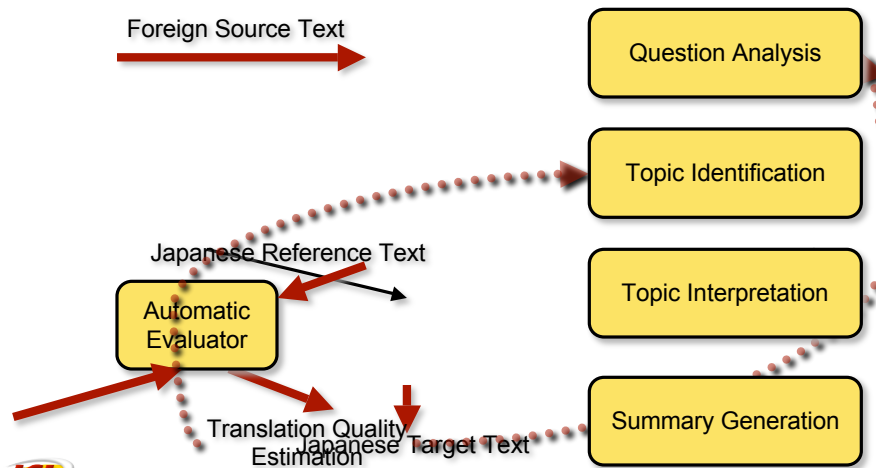 Foreign Source Text
Question Analysis
Topic Identification
Japanese Reference Text
Automatic
Evaluator
Topic Interpretation
Translation Quality
Estimation
Japanese Target Text
Summary Generation